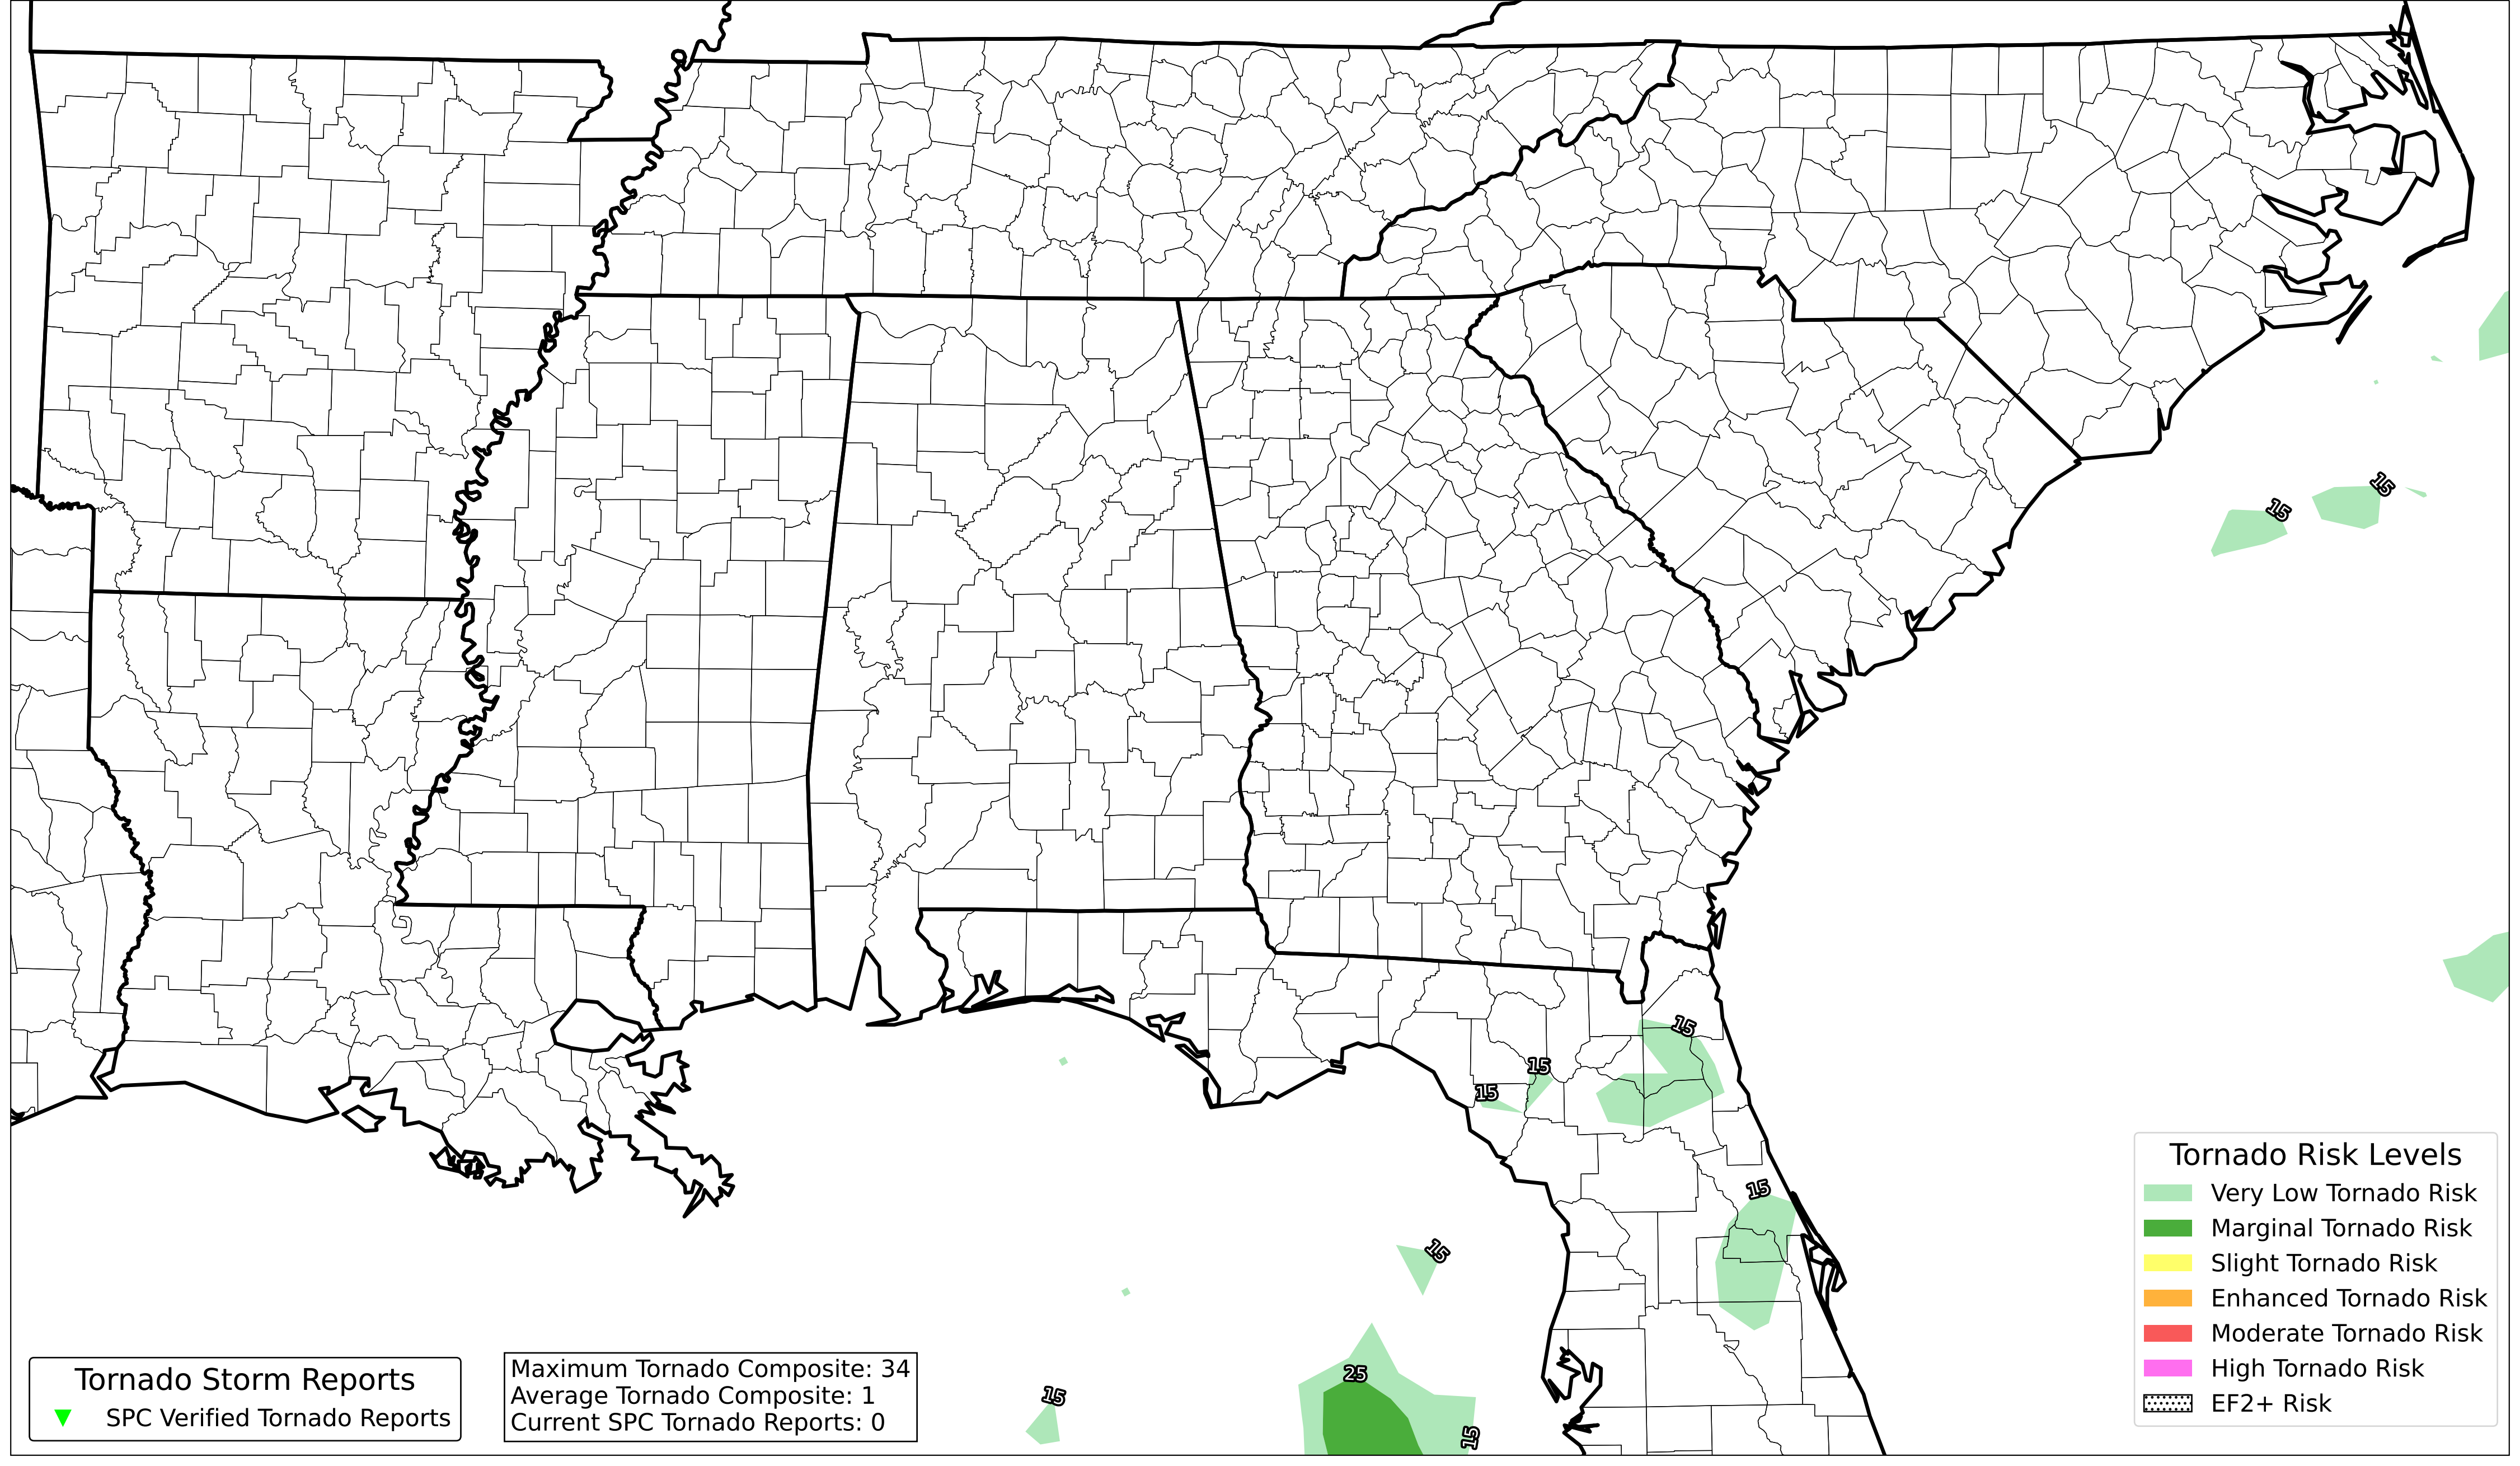 15
15
15
15
15
15
15
25
15
15
Tornado Risk Levels
Very Low Tornado Risk
Marginal Tornado Risk
Slight Tornado Risk
Enhanced Tornado Risk
Moderate Tornado Risk
High Tornado Risk
EF2+ Risk
Tornado Storm Reports
SPC Verified Tornado Reports
Maximum Tornado Composite: 34
Average Tornado Composite: 1
Current SPC Tornado Reports: 0